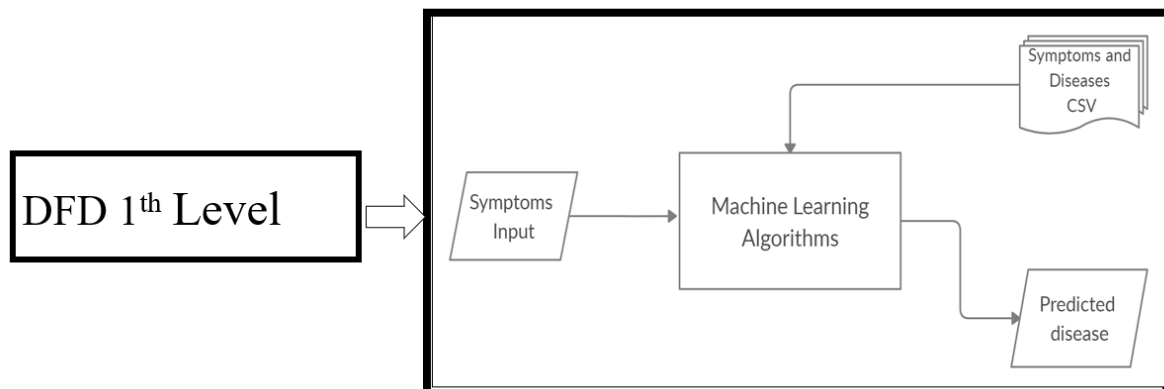 DFD 1th Level
Symptoms and
Diseases
CSV
Symptoms
Input
Machine Learning
Algorithms
Predicted
disease